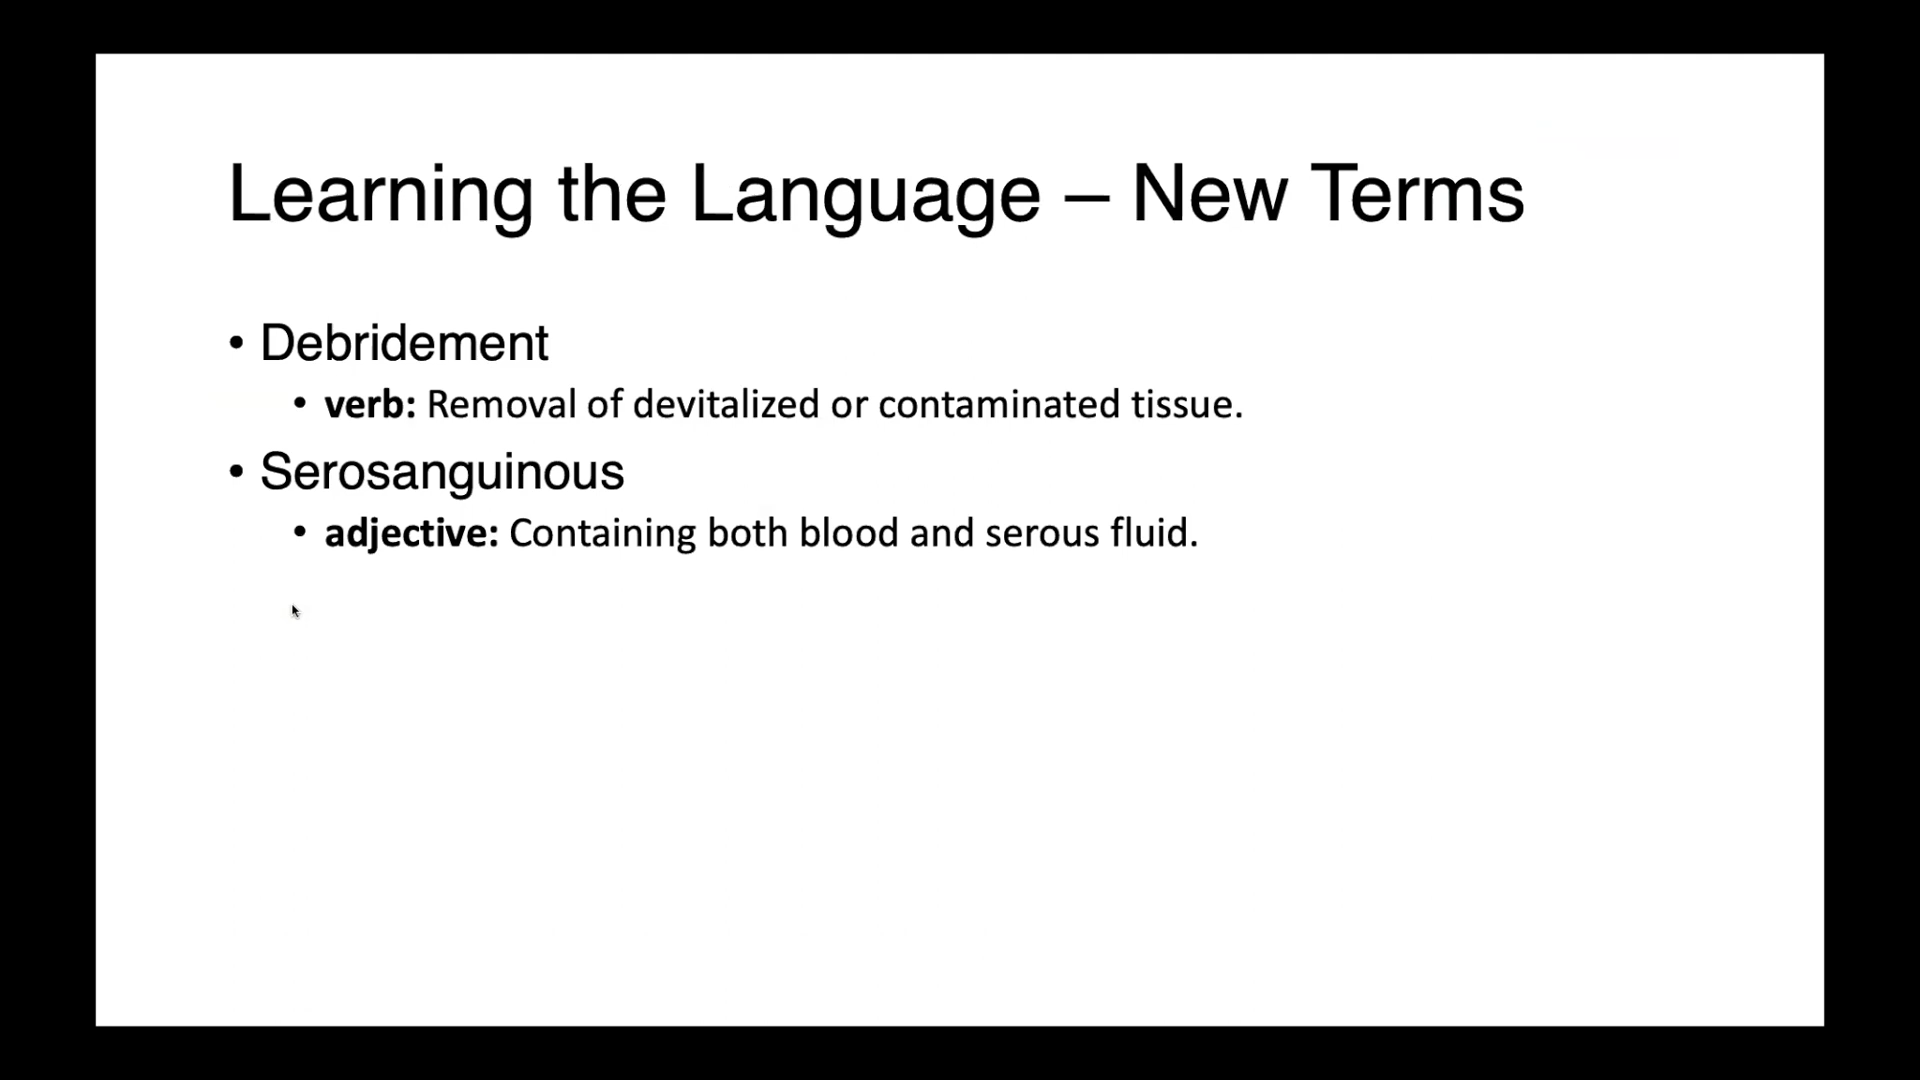 Learning the Language – New Terms
• Debridement
• verb: Removal of devitalized or contaminated tissue.
• Serosanguinous
• adjective: Containing both blood and serous fluid.